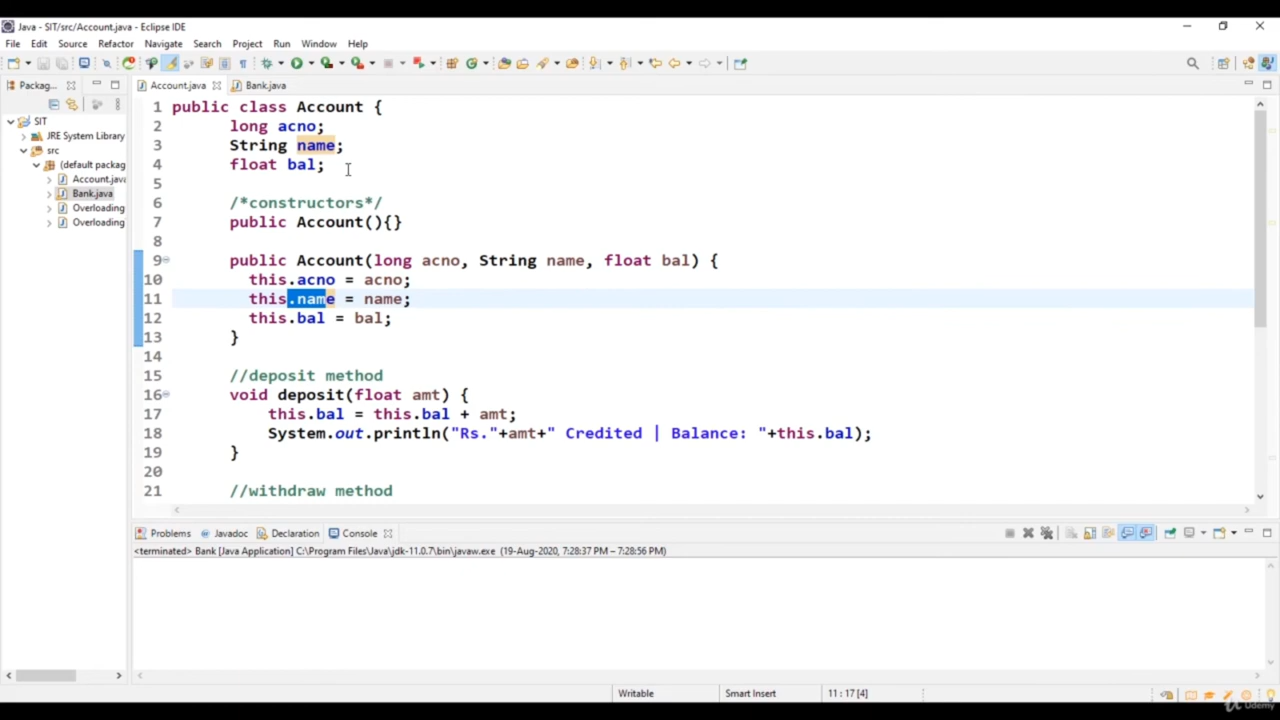 Java - SIT/src/Account.java - Eclipse IDE
File Edit Source Refactor Navigate Search Project Run Window Help
Packag...
Account.java
Bank.java
SIT
JRE System Library
src
(default packag
Account.java
Bank.java
Overloading
Overloading
1 public class Account {
2 long acno;
3 String name;
4 float bal;
5
6 /*constructors*/
7 public Account(){}
8
9 public Account(long acno, String name, float bal) {
10 this.acno = acno;
11 this.name = name;
12 this.bal = bal;
13 }
14
15 //deposit method
16 void deposit(float amt) {
17 this.bal = this.bal + amt;
18 System.out.println("Rs."+amt+" Credited | Balance: "+this.bal);
19 }
20
21 //withdraw method
Problems Javadoc Declaration Console
<terminated> Bank [Java Application] C:\Program Files\Java\jdk-11.0.7\bin\javaw.exe (19-Aug-2020, 7:28:37 PM – 7:28:56 PM)
Writable Smart Insert 11 : 17 [4]
Udemy